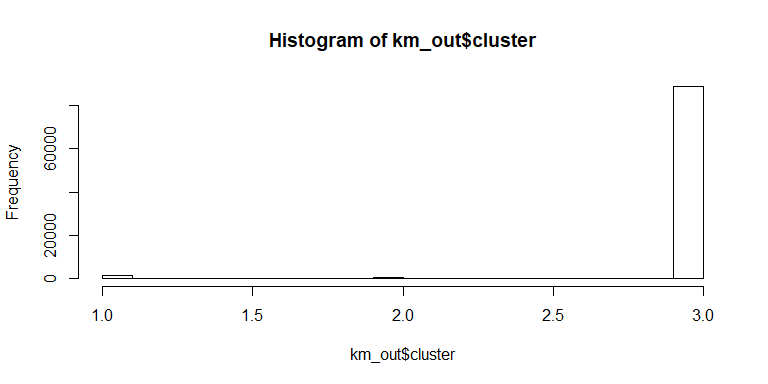 Histogram of km_out$cluster
Frequency
60000
20000
0
1.0 1.5 2.0 2.5 3.0
km_out$cluster